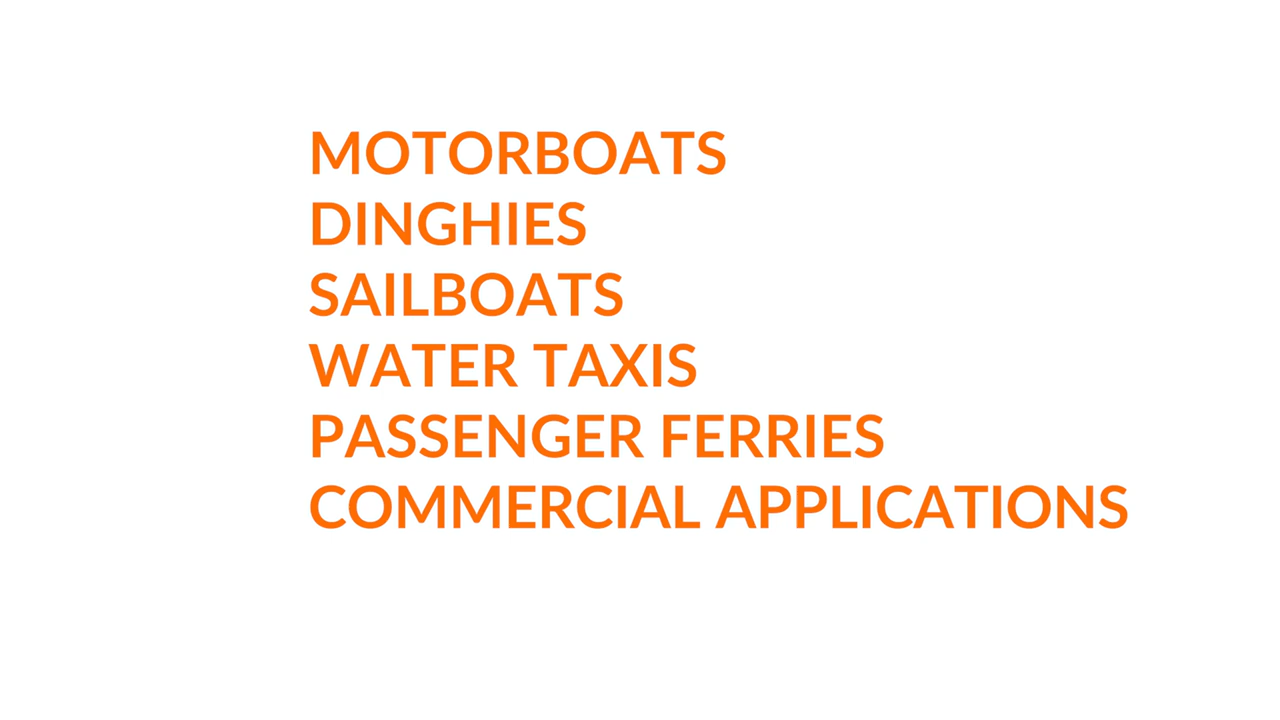 MOTORBOATS
DINGHIES
SAILBOATS
WATER TAXIS
PASSENGER FERRIES
COMMERCIAL APPLICATIONS